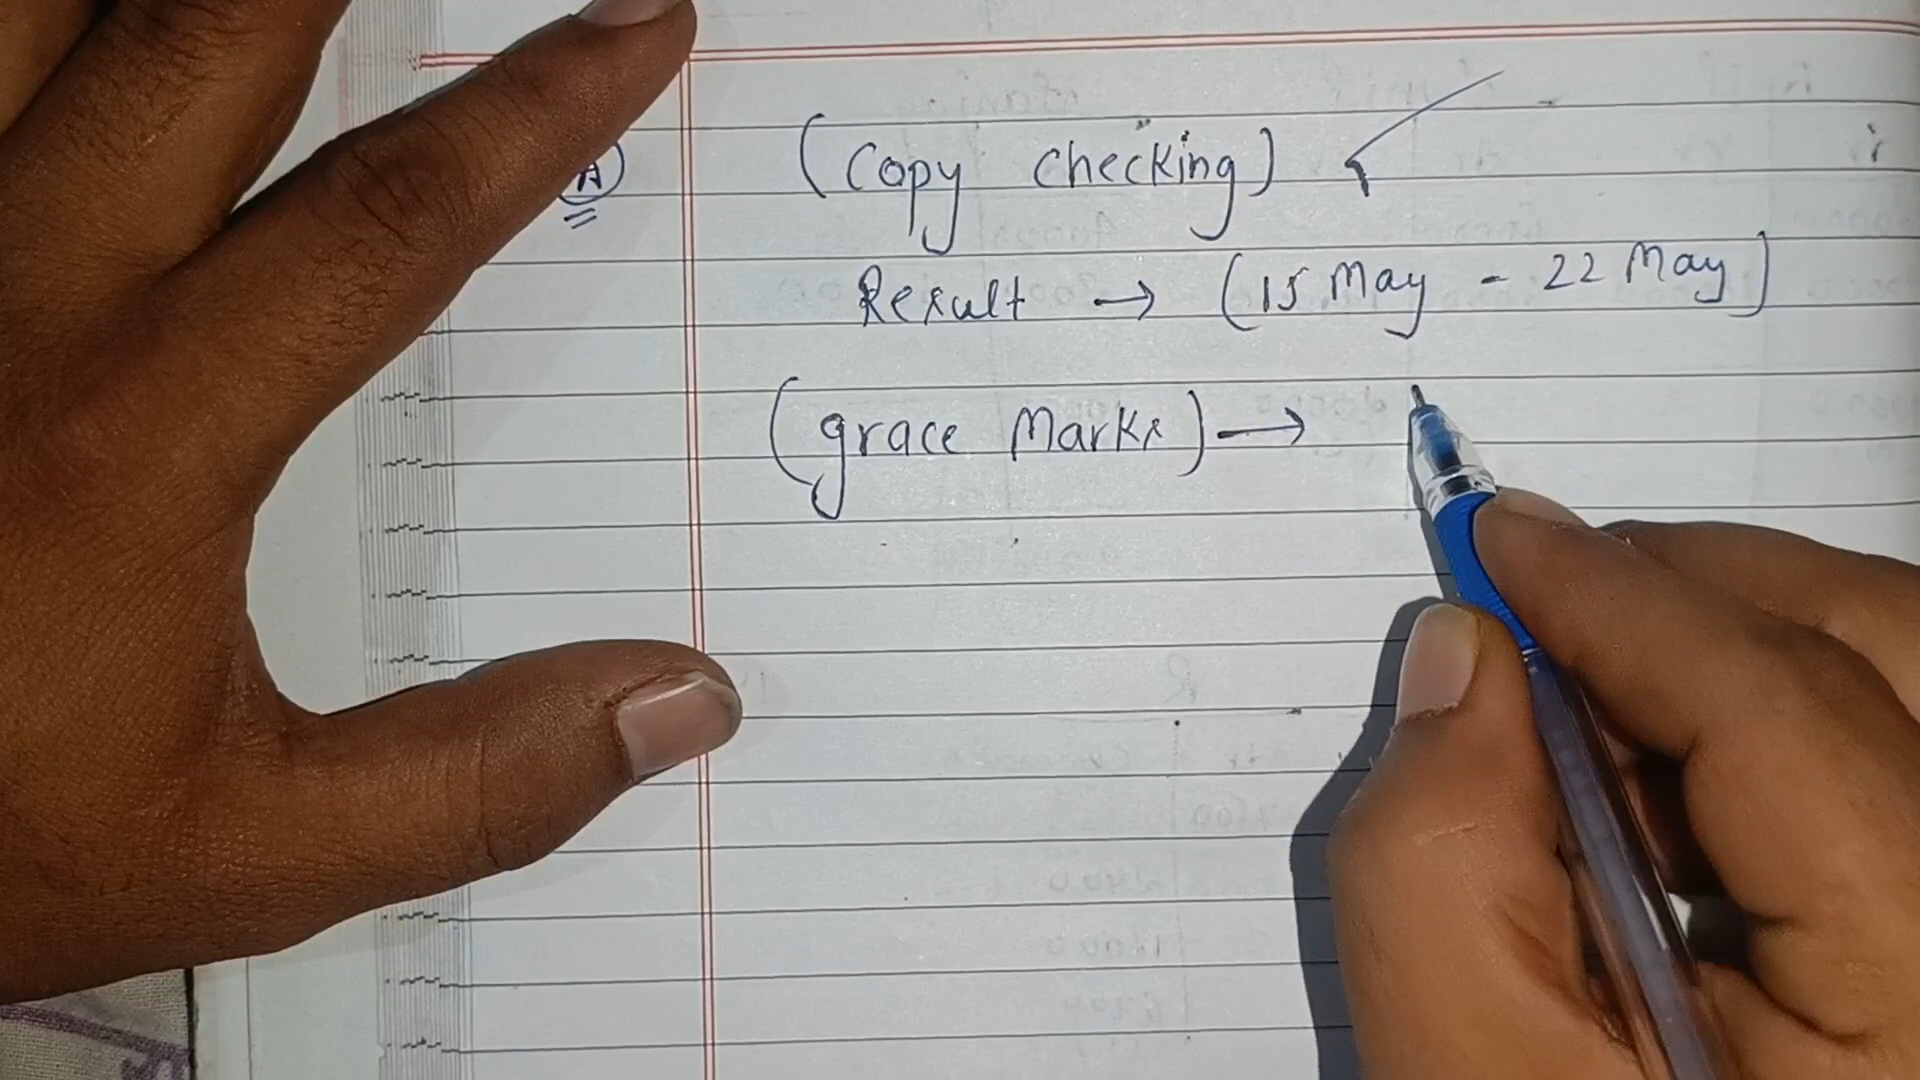 (A) (Copy Checking)
Result → (15 May - 22 May)
(grace Marks) →